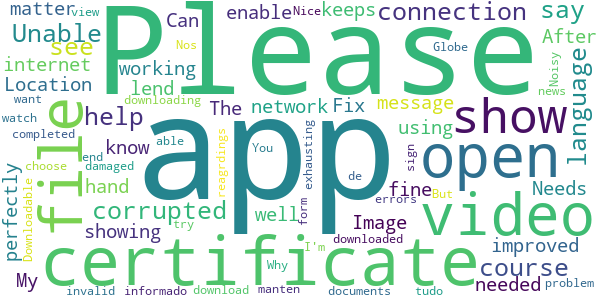 matter view Nice enable keeps connection say
Unable Please Can
see Nos Globe Noisy After
internet working
Location lend message language
want downloading The network Fix news
watch help app using
completed file know able You exhausting sign show
end damaged reagrdings de fine But Needs
perfectly choose hand form open
Downloadable corrupted well Image video
showing try I'm downloaded errors improved
My certificate course needed
Why
invalid informado download manten documents tudo problem